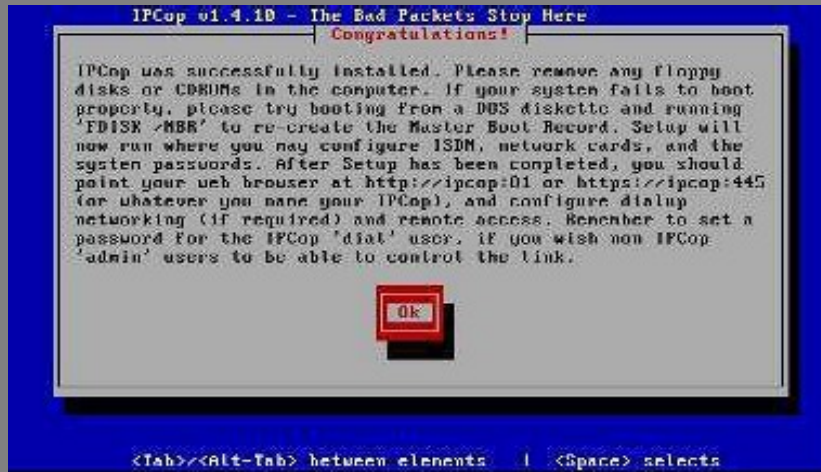 IPCop v1.4.10 - The Bad Packets Stop Here
Congratulations!
IPCop was successfully installed. Please remove any floppy
disks or CDROMs in the computer. If your system fails to boot
properly, please try booting from a DOS diskette and running
'FDISK /MBR' to re-create the Master Boot Record. Setup will
now run where you may configure ISDN, network cards, and the
system passwords. After Setup has been completed, you should
point your web browser at http://ipcop:81 or https://ipcop:445
(or whatever you name your IPCop), and configure dialup
networking (if required) and remote access. Remember to set a
password for the IPCop 'dial' user, if you wish non IPCop
'admin' users to be able to control the link.
Ok
<Tab>/<Alt-Tab> between elements | <Space> selects